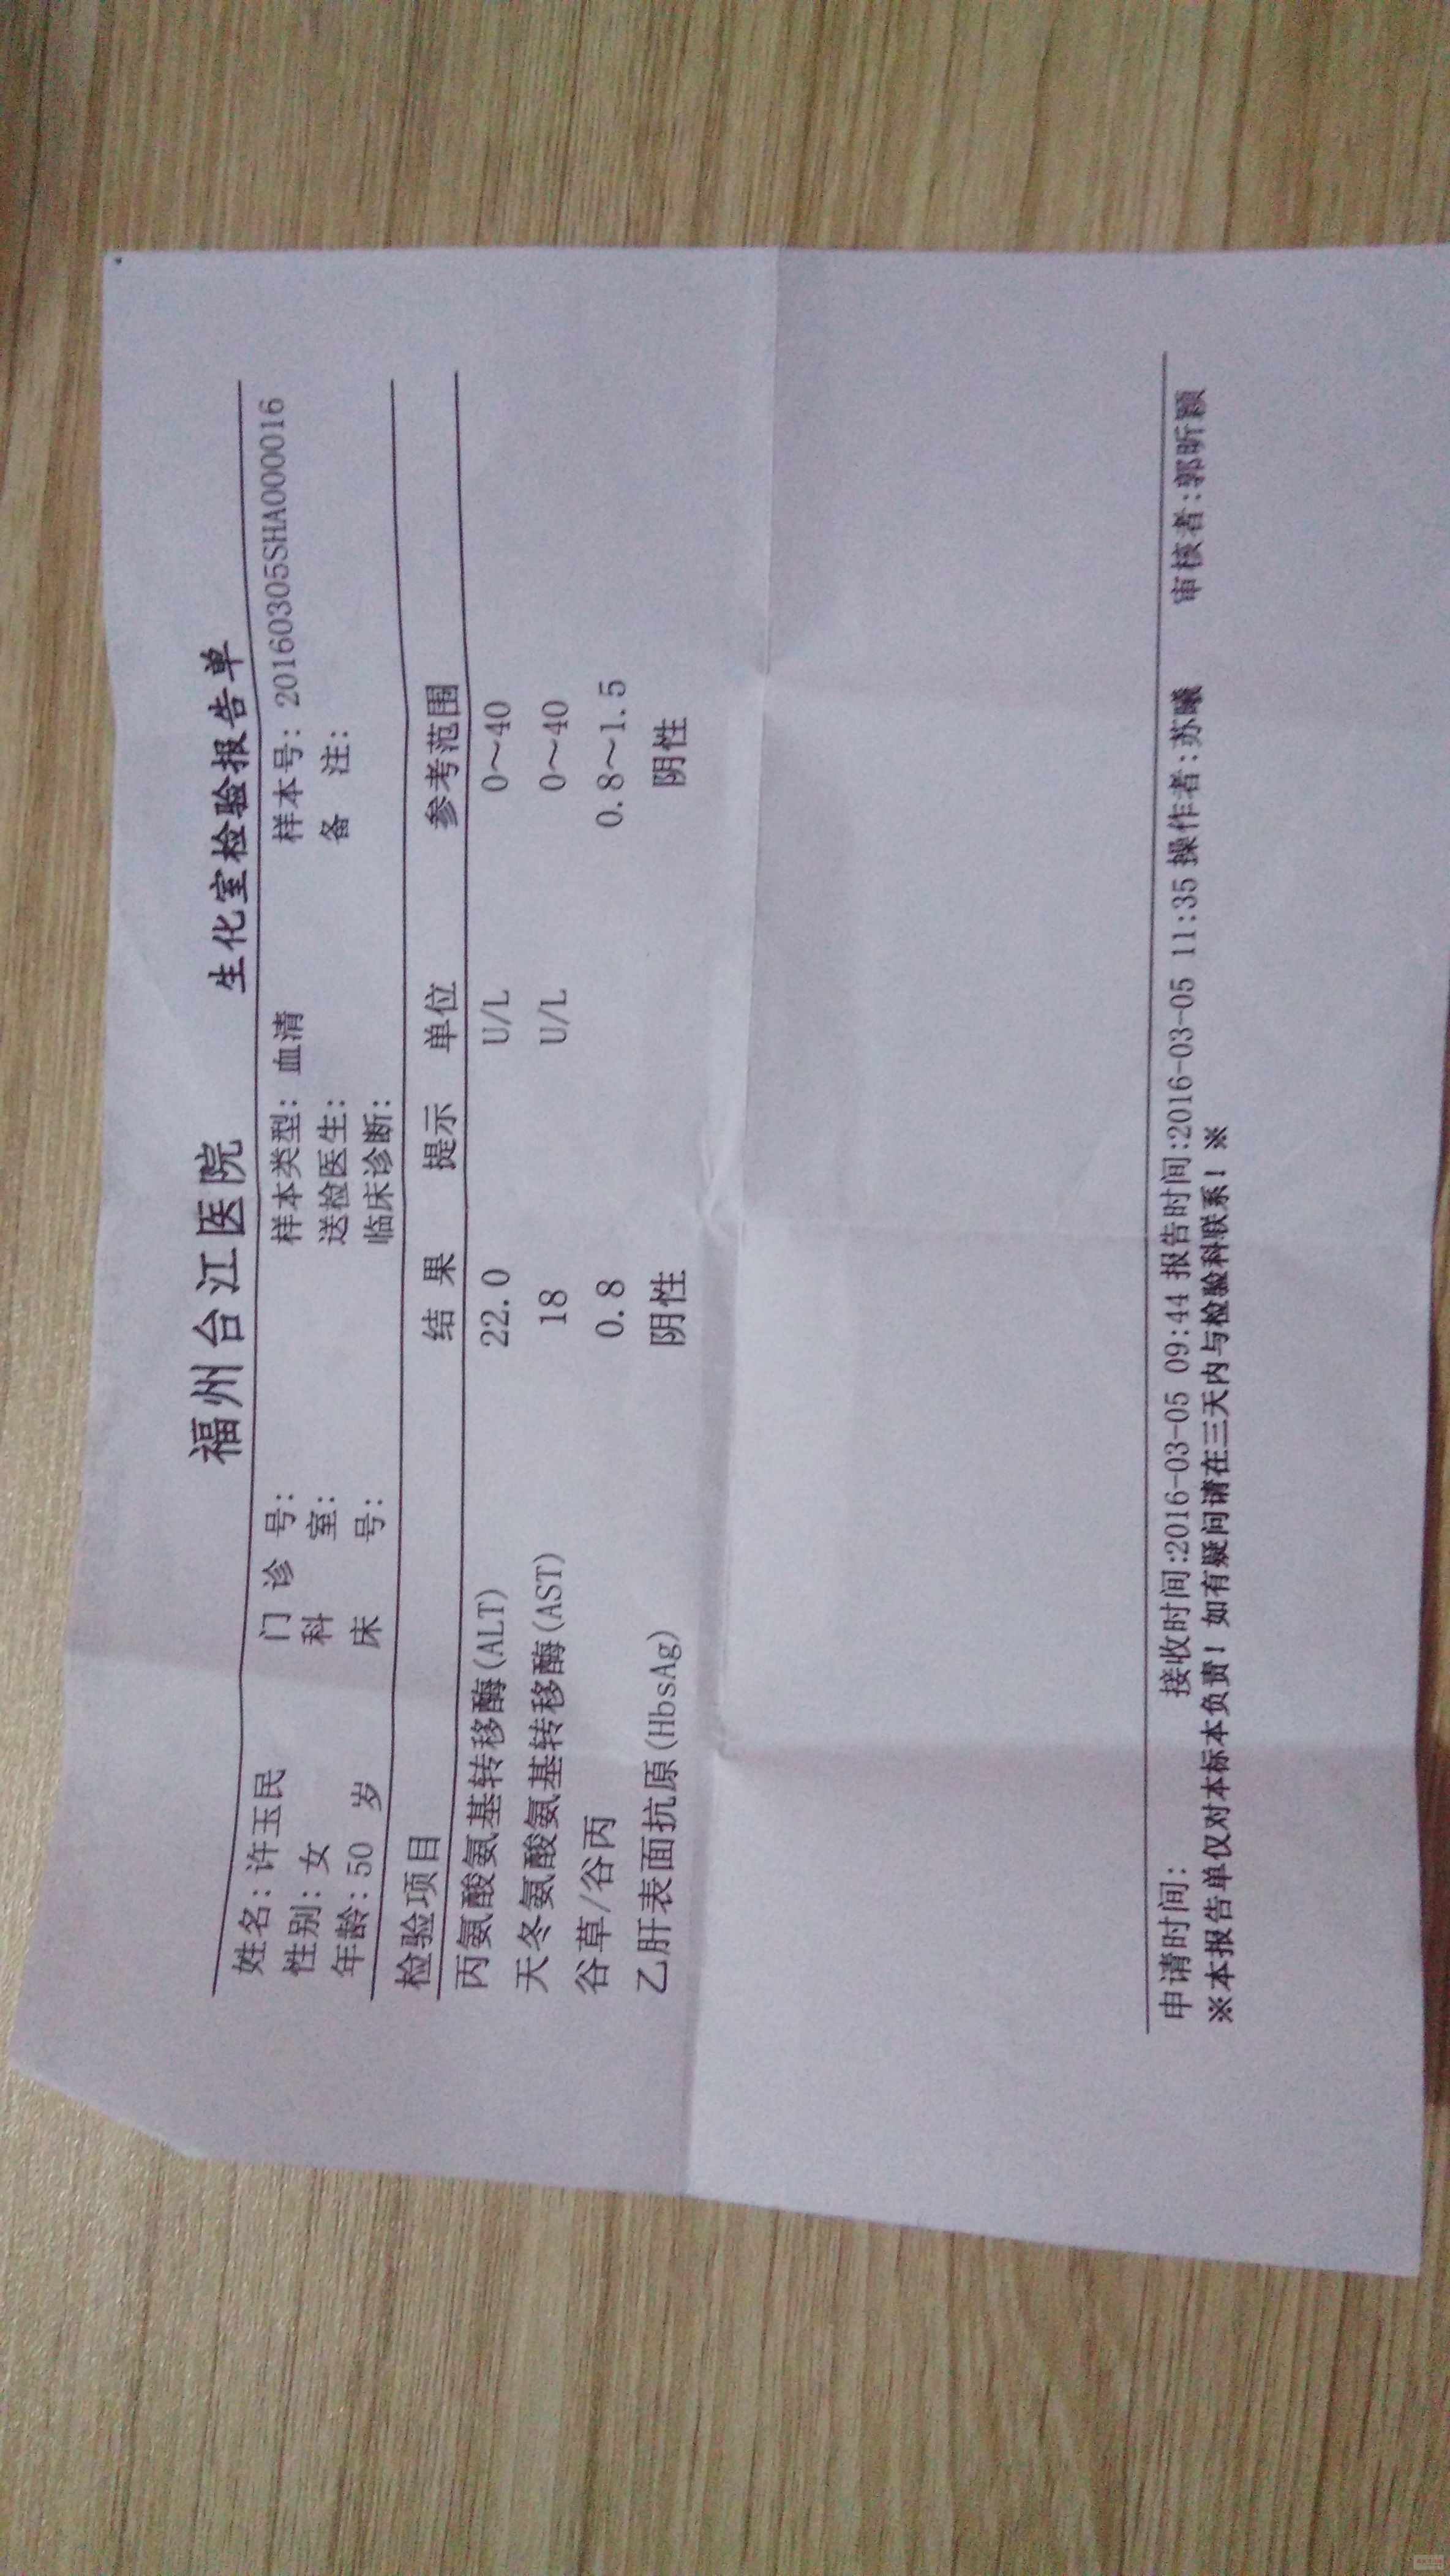 福州台江医院 生化室检验报告单
姓名: 许玉民 门 诊 号: 样本类型: 血清 样本号: 20160305SHA000016
性别: 女 科 室: 送检医生: 备 注:
年龄: 50 岁 床 号: 临床诊断:
检验项目 结 果 提示 单位 参考范围
丙氨酸氨基转移酶(ALT) 22.0 U/L 0～40
天冬氨酸氨基转移酶(AST) 18 U/L 0～40
谷草/谷丙 0.8 0.8～1.5
乙肝表面抗原(HbsAg) 阴性 阴性
申请时间: 接收时间:2016-03-05 09:44 报告时间:2016-03-05 11:35 操作者:苏曦 审核者:郭昕颖
※本报告单仅对本标本负责！如有疑问请在三天内与检验科联系！※